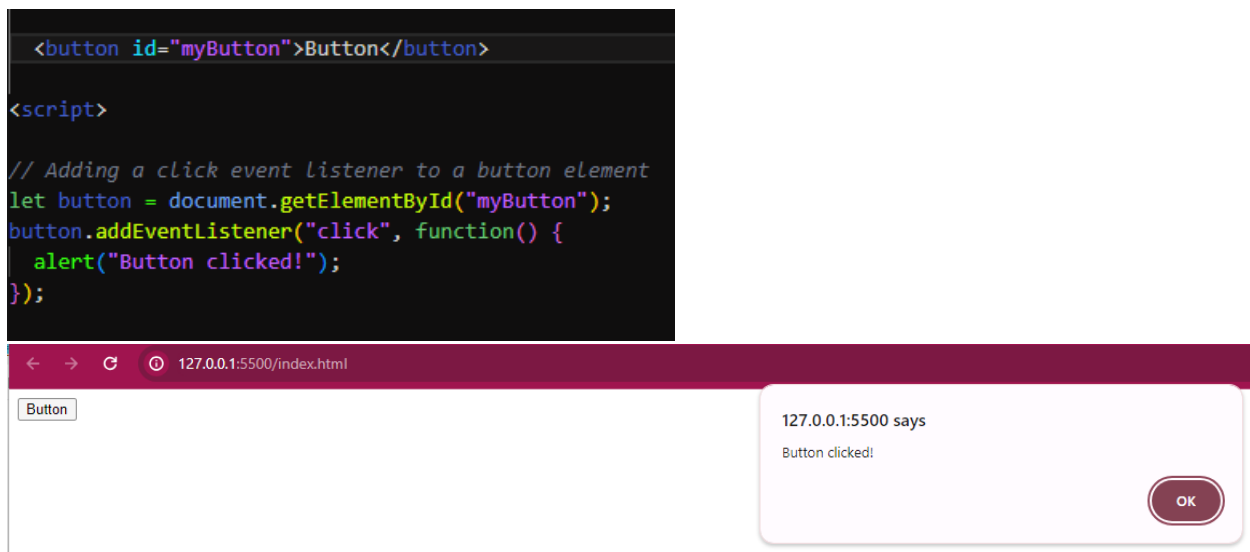 <button id="myButton">Button</button>
<script>
// Adding a click event listener to a button element
let button = document.getElementById("myButton");
button.addEventListener("click", function() {
alert("Button clicked!");
});
127.0.0.1:5500/index.html
Button
127.0.0.1:5500 says
Button clicked!
OK